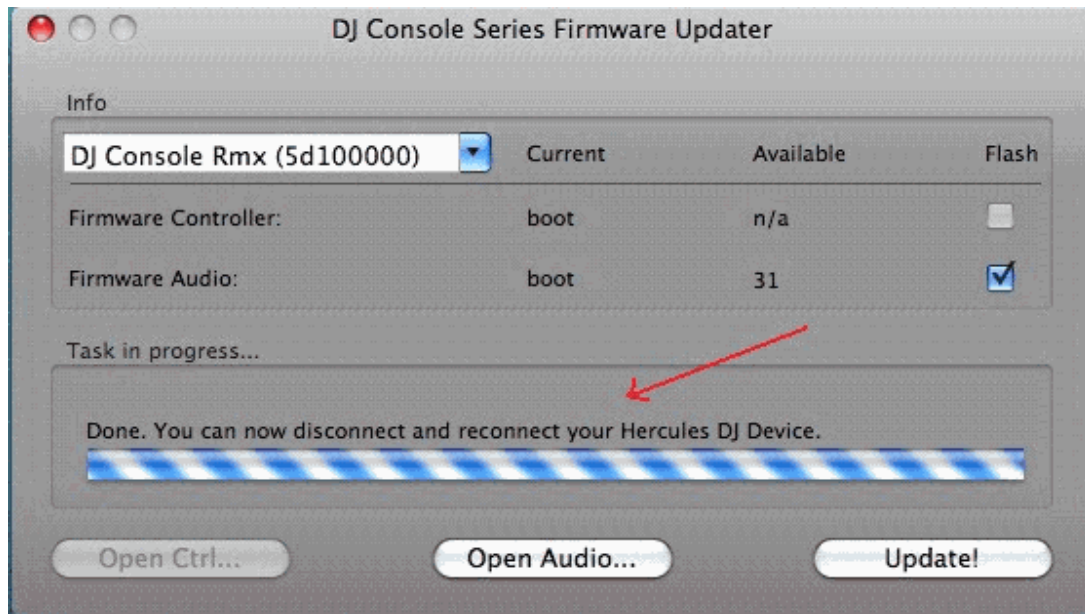 DJ Console Series Firmware Updater
Info
DJ Console Rmx (5d100000) Current Available Flash
Firmware Controller: boot n/a
Firmware Audio: boot 31
Task in progress...
Done. You can now disconnect and reconnect your Hercules DJ Device.
Open Ctrl... Open Audio... Update!